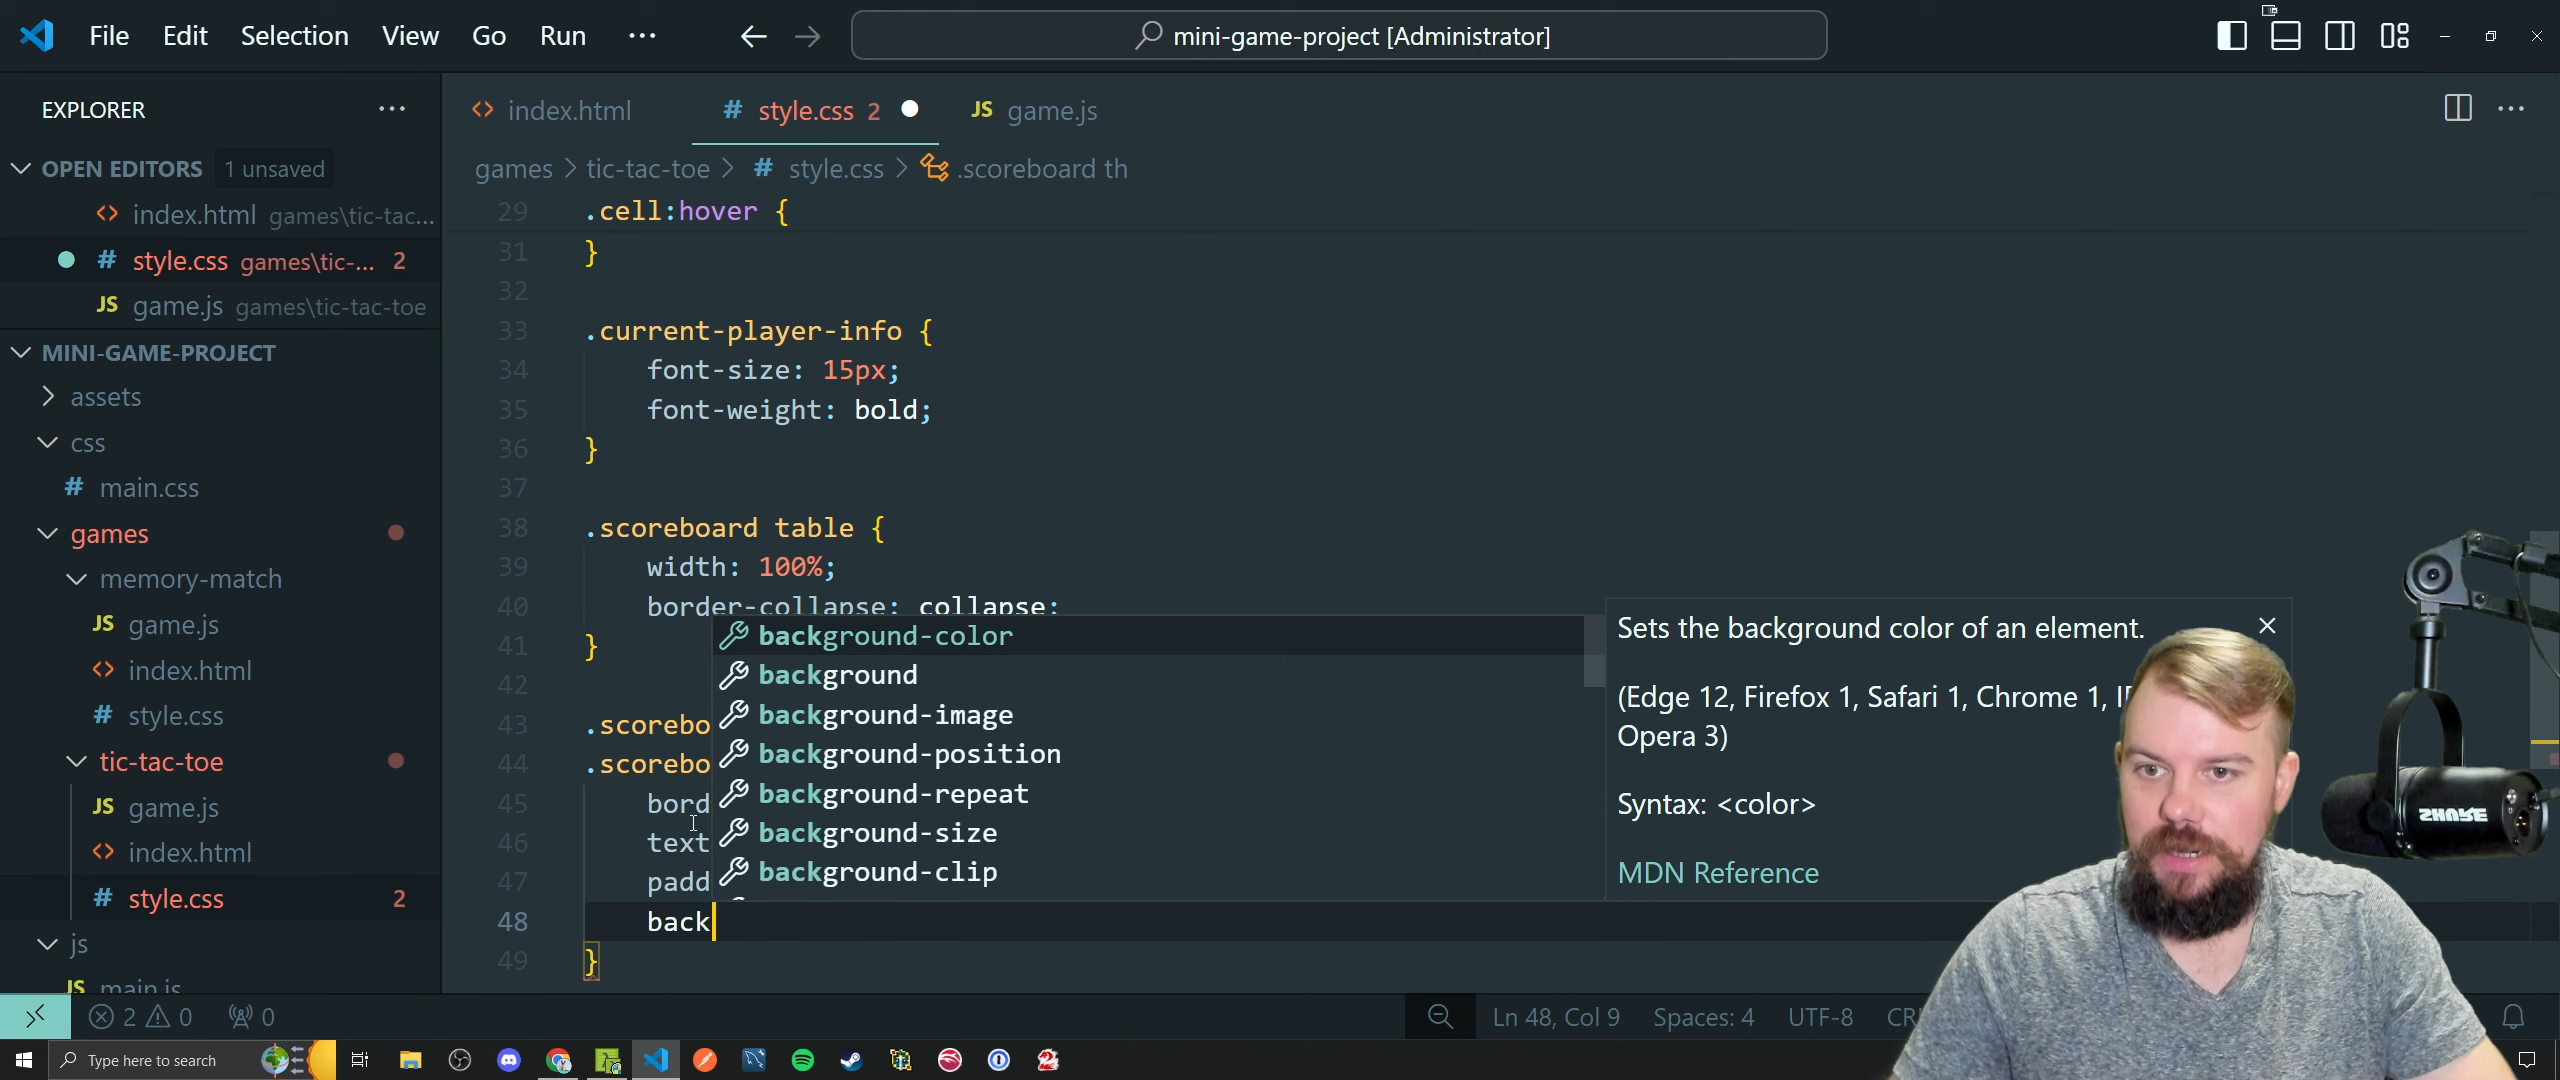 File Edit Selection View Go Run ···
mini-game-project [Administrator]
EXPLORER
OPEN EDITORS 1 unsaved
index.html games\tic-tac...
style.css games\tic-... 2
JS game.js games\tic-tac-toe
MINI-GAME-PROJECT
assets
css
# main.css
games
memory-match
JS game.js
index.html
# style.css
tic-tac-toe
JS game.js
index.html
# style.css 2
js
JS main.js
index.html
# style.css 2
JS game.js
games > tic-tac-toe > # style.css > .scoreboard th
29 .cell:hover {
31 }
32
33 .current-player-info {
34 font-size: 15px;
35 font-weight: bold;
36 }
37
38 .scoreboard table {
39 width: 100%;
40 border-collapse: collapse;
41 }
42
43 .scorebo
44 .scorebo
45 bord
46 text
47 padd
48 back
49 }
background-color
background
background-image
background-position
background-repeat
background-size
background-clip
Sets the background color of an element.
(Edge 12, Firefox 1, Safari 1, Chrome 1, I
Opera 3)
Syntax: <color>
MDN Reference
SHURE
2 0 0
Ln 48, Col 9 Spaces: 4 UTF-8 CR
Type here to search